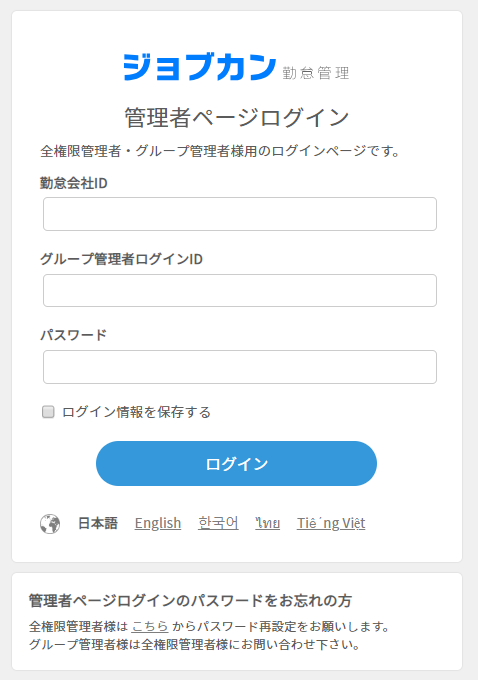 ジョブカン 勤怠管理
管理者ページログイン
全権限管理者・グループ管理者様用のログインページです。
勤怠会社ID
グループ管理者ログインID
パスワード
ログイン情報を保存する
ログイン
日本語 English 한국어 ไทย Tiếng Việt
管理者ページログインのパスワードをお忘れの方
全権限管理者様は こちら からパスワード再設定をお願いします。
グループ管理者様は全権限管理者様にお問い合わせ下さい。